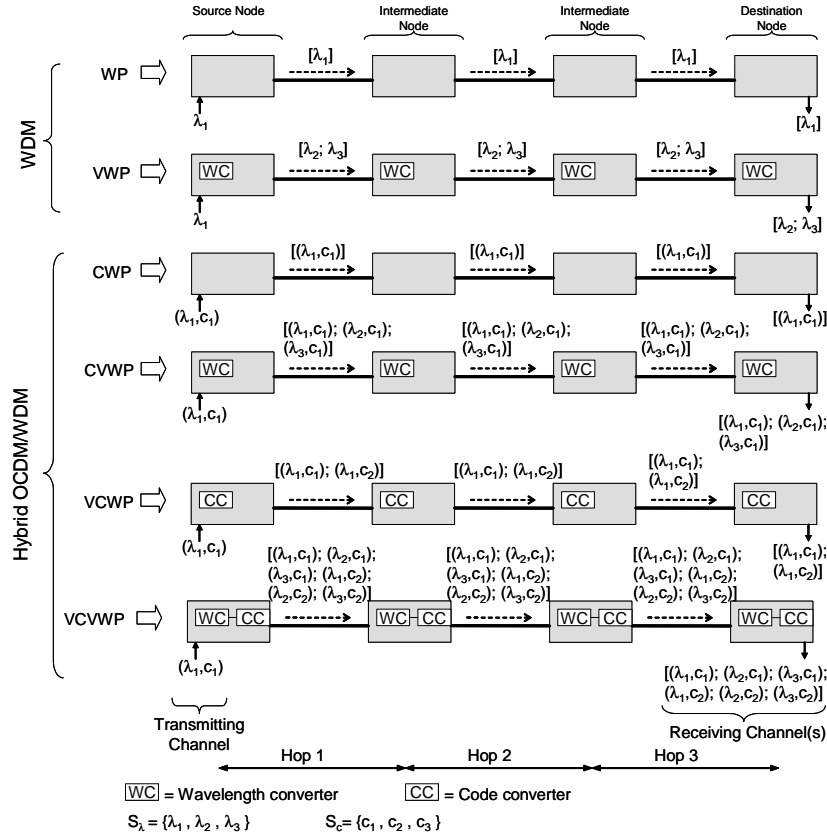 Source Node
Intermediate Node
Intermediate Node
Destination Node
WDM
WP
[λ₁]
[λ₁]
[λ₁]
λ₁
[λ₁]
VWP
[λ₂; λ₃]
[λ₂; λ₃]
[λ₂; λ₃]
WC
WC
WC
WC
λ₁
[λ₂; λ₃]
Hybrid OCDM/WDM
CWP
[(λ₁,c₁)]
[(λ₁,c₁)]
[(λ₁,c₁)]
(λ₁,c₁)
[(λ₁,c₁)]
CVWP
[(λ₁,c₁); (λ₂,c₁);
(λ₃,c₁)]
[(λ₁,c₁); (λ₂,c₁);
(λ₃,c₁)]
[(λ₁,c₁); (λ₂,c₁);
(λ₃,c₁)]
WC
WC
WC
WC
(λ₁,c₁)
[(λ₁,c₁); (λ₂,c₁);
(λ₃,c₁)]
VCWP
[(λ₁,c₁); (λ₁,c₂)]
[(λ₁,c₁); (λ₁,c₂)]
[(λ₁,c₁);
(λ₁,c₂)]
CC
CC
CC
CC
(λ₁,c₁)
[(λ₁,c₁);
(λ₁,c₂)]
VCVWP
[(λ₁,c₁); (λ₂,c₁);
(λ₃,c₁); (λ₁,c₂);
(λ₂,c₂); (λ₃,c₂)]
[(λ₁,c₁); (λ₂,c₁);
(λ₃,c₁); (λ₁,c₂);
(λ₂,c₂); (λ₃,c₂)]
[(λ₁,c₁); (λ₂,c₁);
(λ₃,c₁); (λ₁,c₂);
(λ₂,c₂); (λ₃,c₂)]
WC CC
WC CC
WC CC
WC CC
(λ₁,c₁)
[(λ₁,c₁); (λ₂,c₁); (λ₃,c₁);
(λ₁,c₂); (λ₂,c₂); (λ₃,c₂)]
Transmitting
Channel
Receiving Channel(s)
Hop 1
Hop 2
Hop 3
WC = Wavelength converter
CC = Code converter
S_λ = {λ₁ , λ₂ , λ₃ }
S_c= {c₁ , c₂ , c₃ }